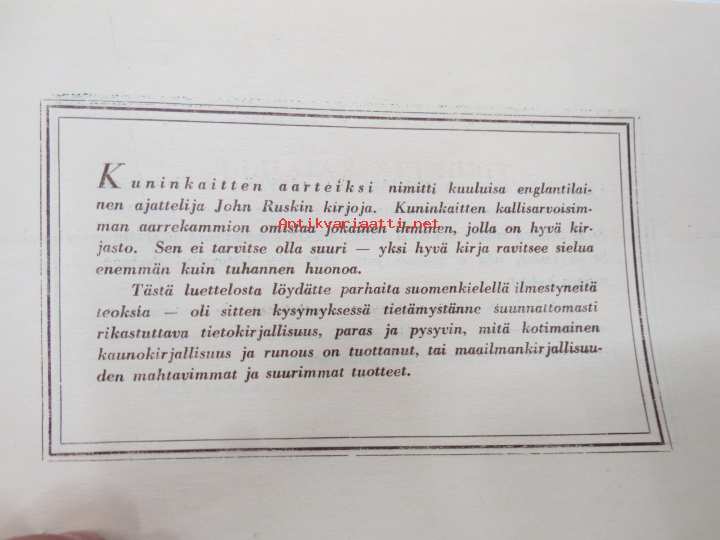 Kuninkaitten aarteiksi nimitti kuuluisa englantilai-
nen ajattelija John Ruskin kirjoja. Kuninkaitten kallisarvoisim-
man aarrekammion omistaa jokainen ihminen, jolla on hyvä kir-
jasto. Sen ei tarvitse olla suuri — yksi hyvä kirja ravitsee sielua
enemmän kuin tuhannen huonoa.
Tästä luettelosta löydätte parhaita suomenkielellä ilmestyneitä
teoksia — oli sitten kysymyksessä tietämystänne suunnattomasti
rikastuttava tietokirjallisuus, paras ja pysyvin, mitä kotimainen
kaunokirjallisuus ja runous on tuottanut, tai maailmankirjallisuu-
den mahtavimmat ja suurimmat tuotteet.
Antikvariaatti.net